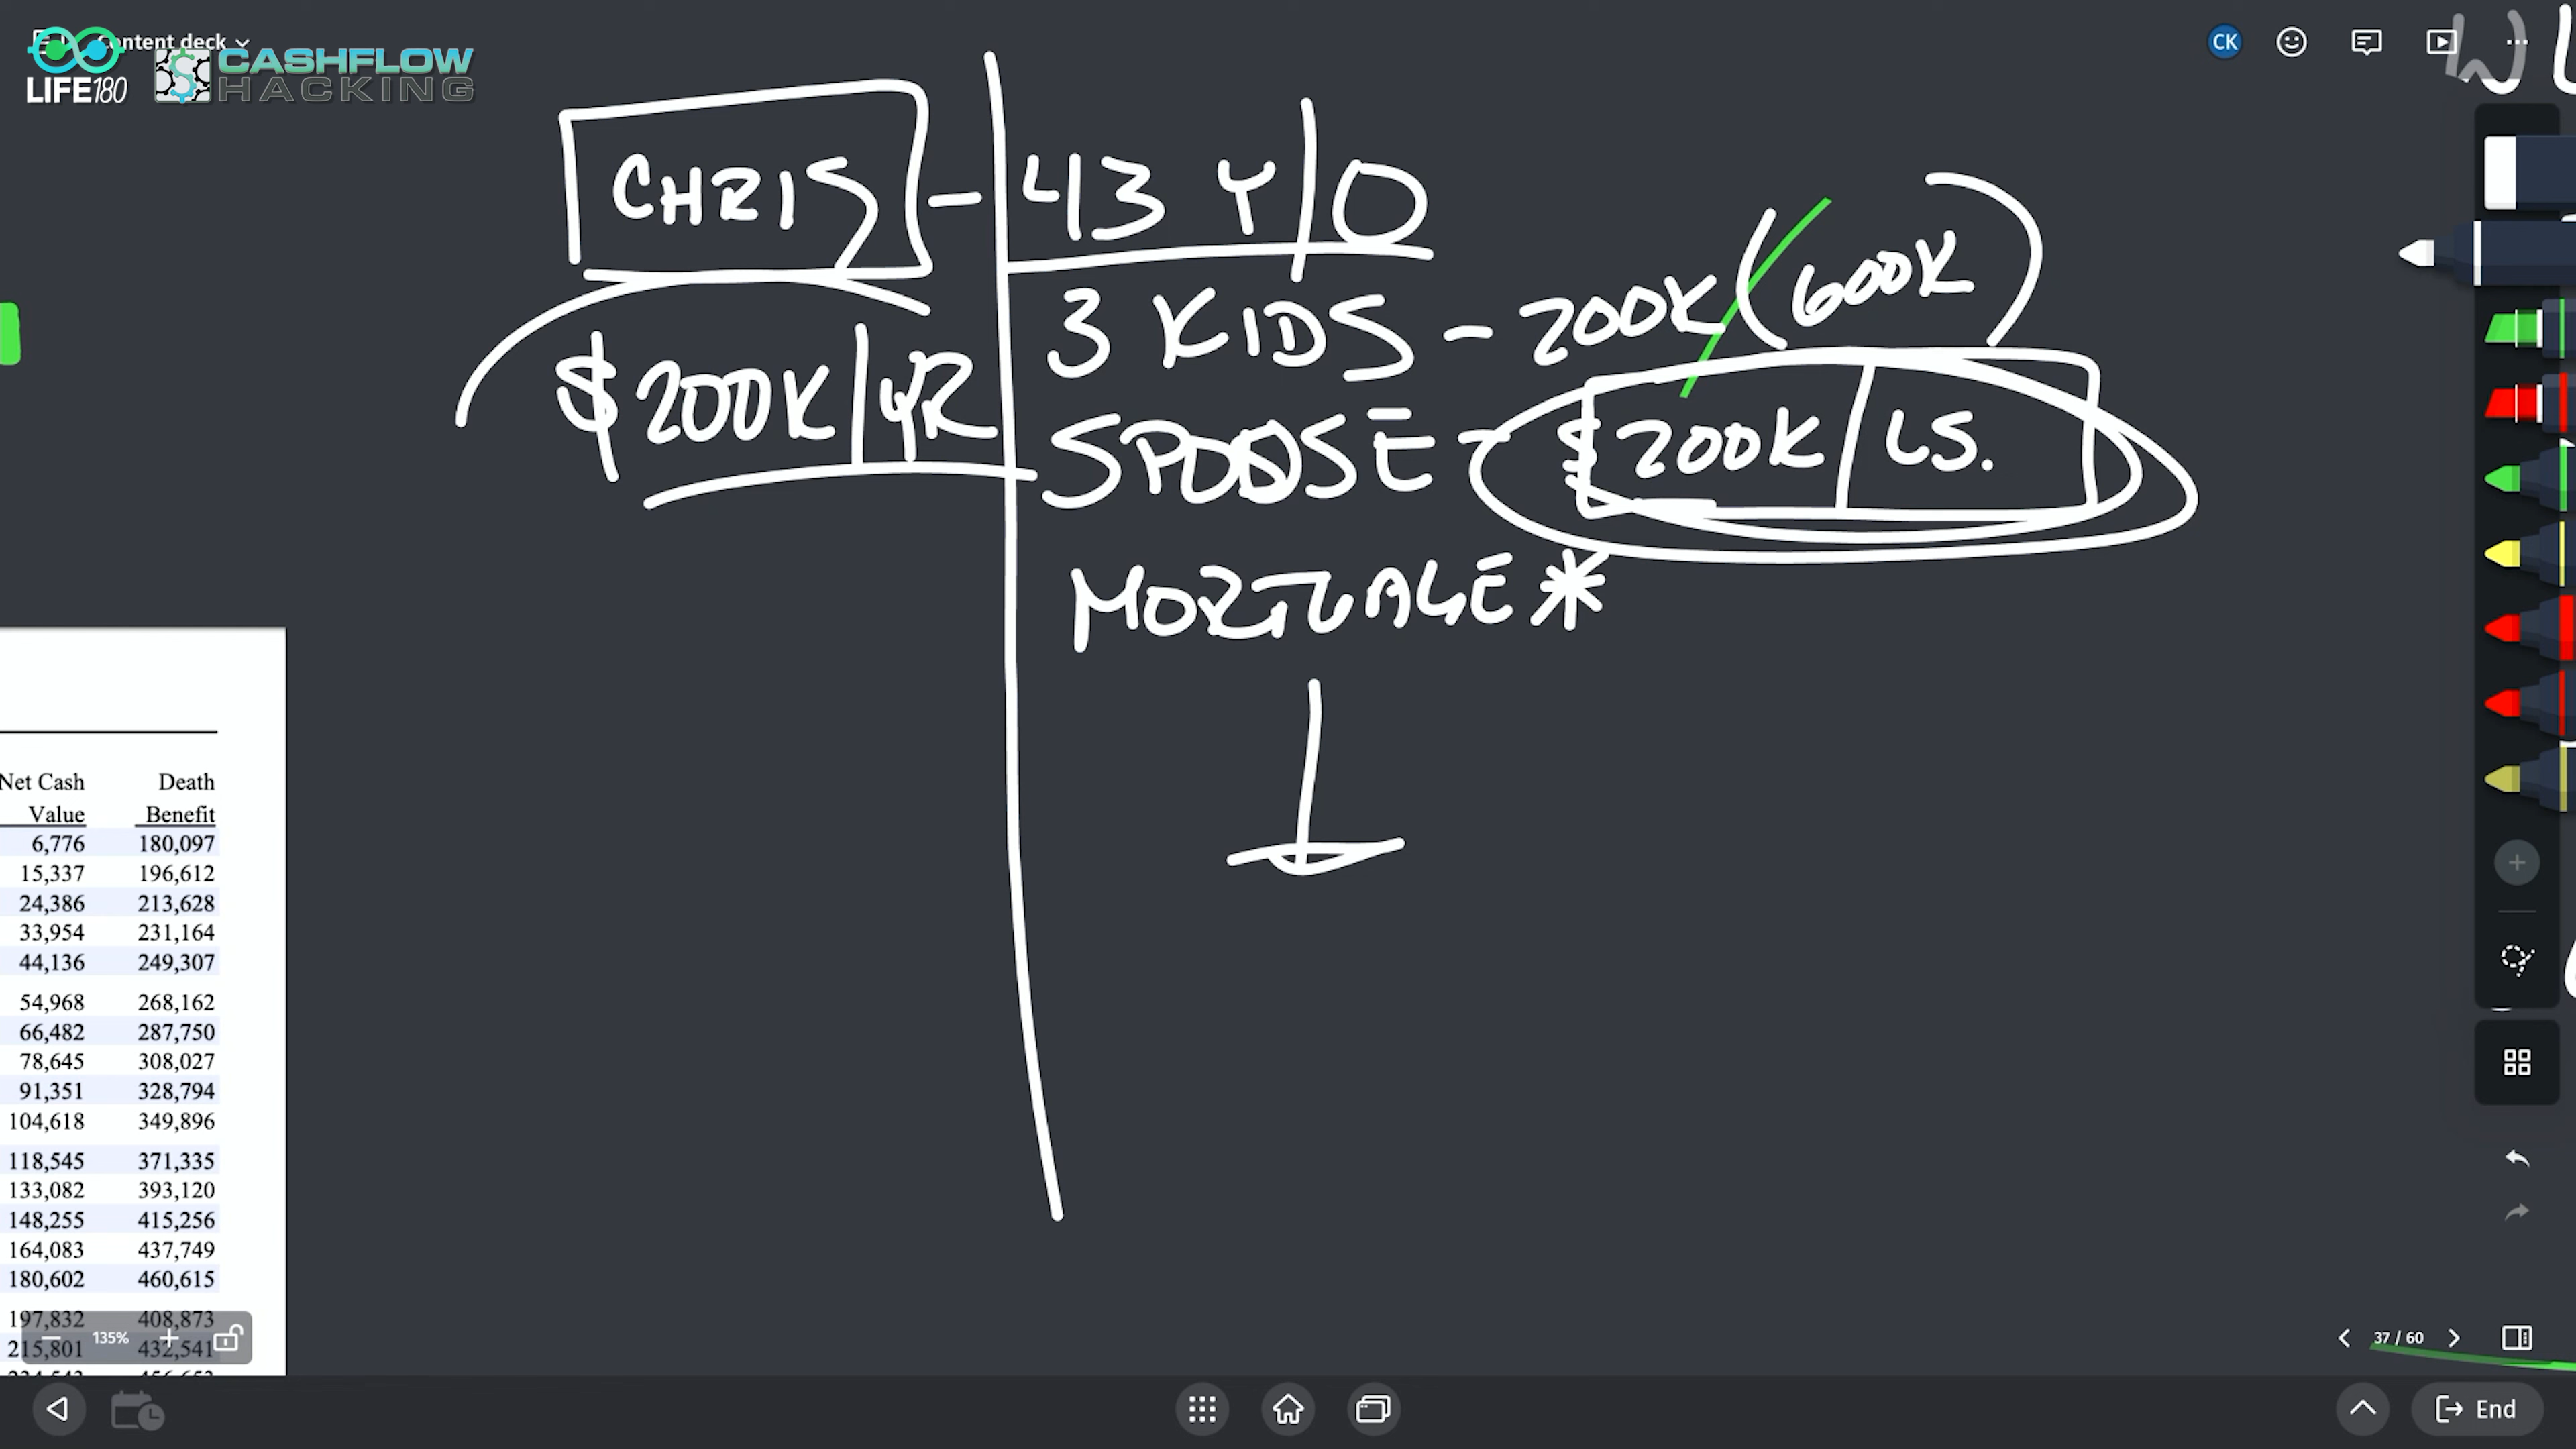 Content deck
LIFE180
CASHFLOW
HACKING
CK
CHRIS - 43 Y/O
$200K/YR
3 KIDS - 200K (600K)
SPOUSE - $200K/LS.
MORTGAGE *
Net Cash Death
Value Benefit
6,776 180,097
15,337 196,612
24,386 213,628
33,954 231,164
44,136 249,307
54,968 268,162
66,482 287,750
78,645 308,027
91,351 328,794
104,618 349,896
118,545 371,335
133,082 393,120
148,255 415,256
164,083 437,749
180,602 460,615
197,832 408,873
215,801 432,541
135%
37 / 60
End